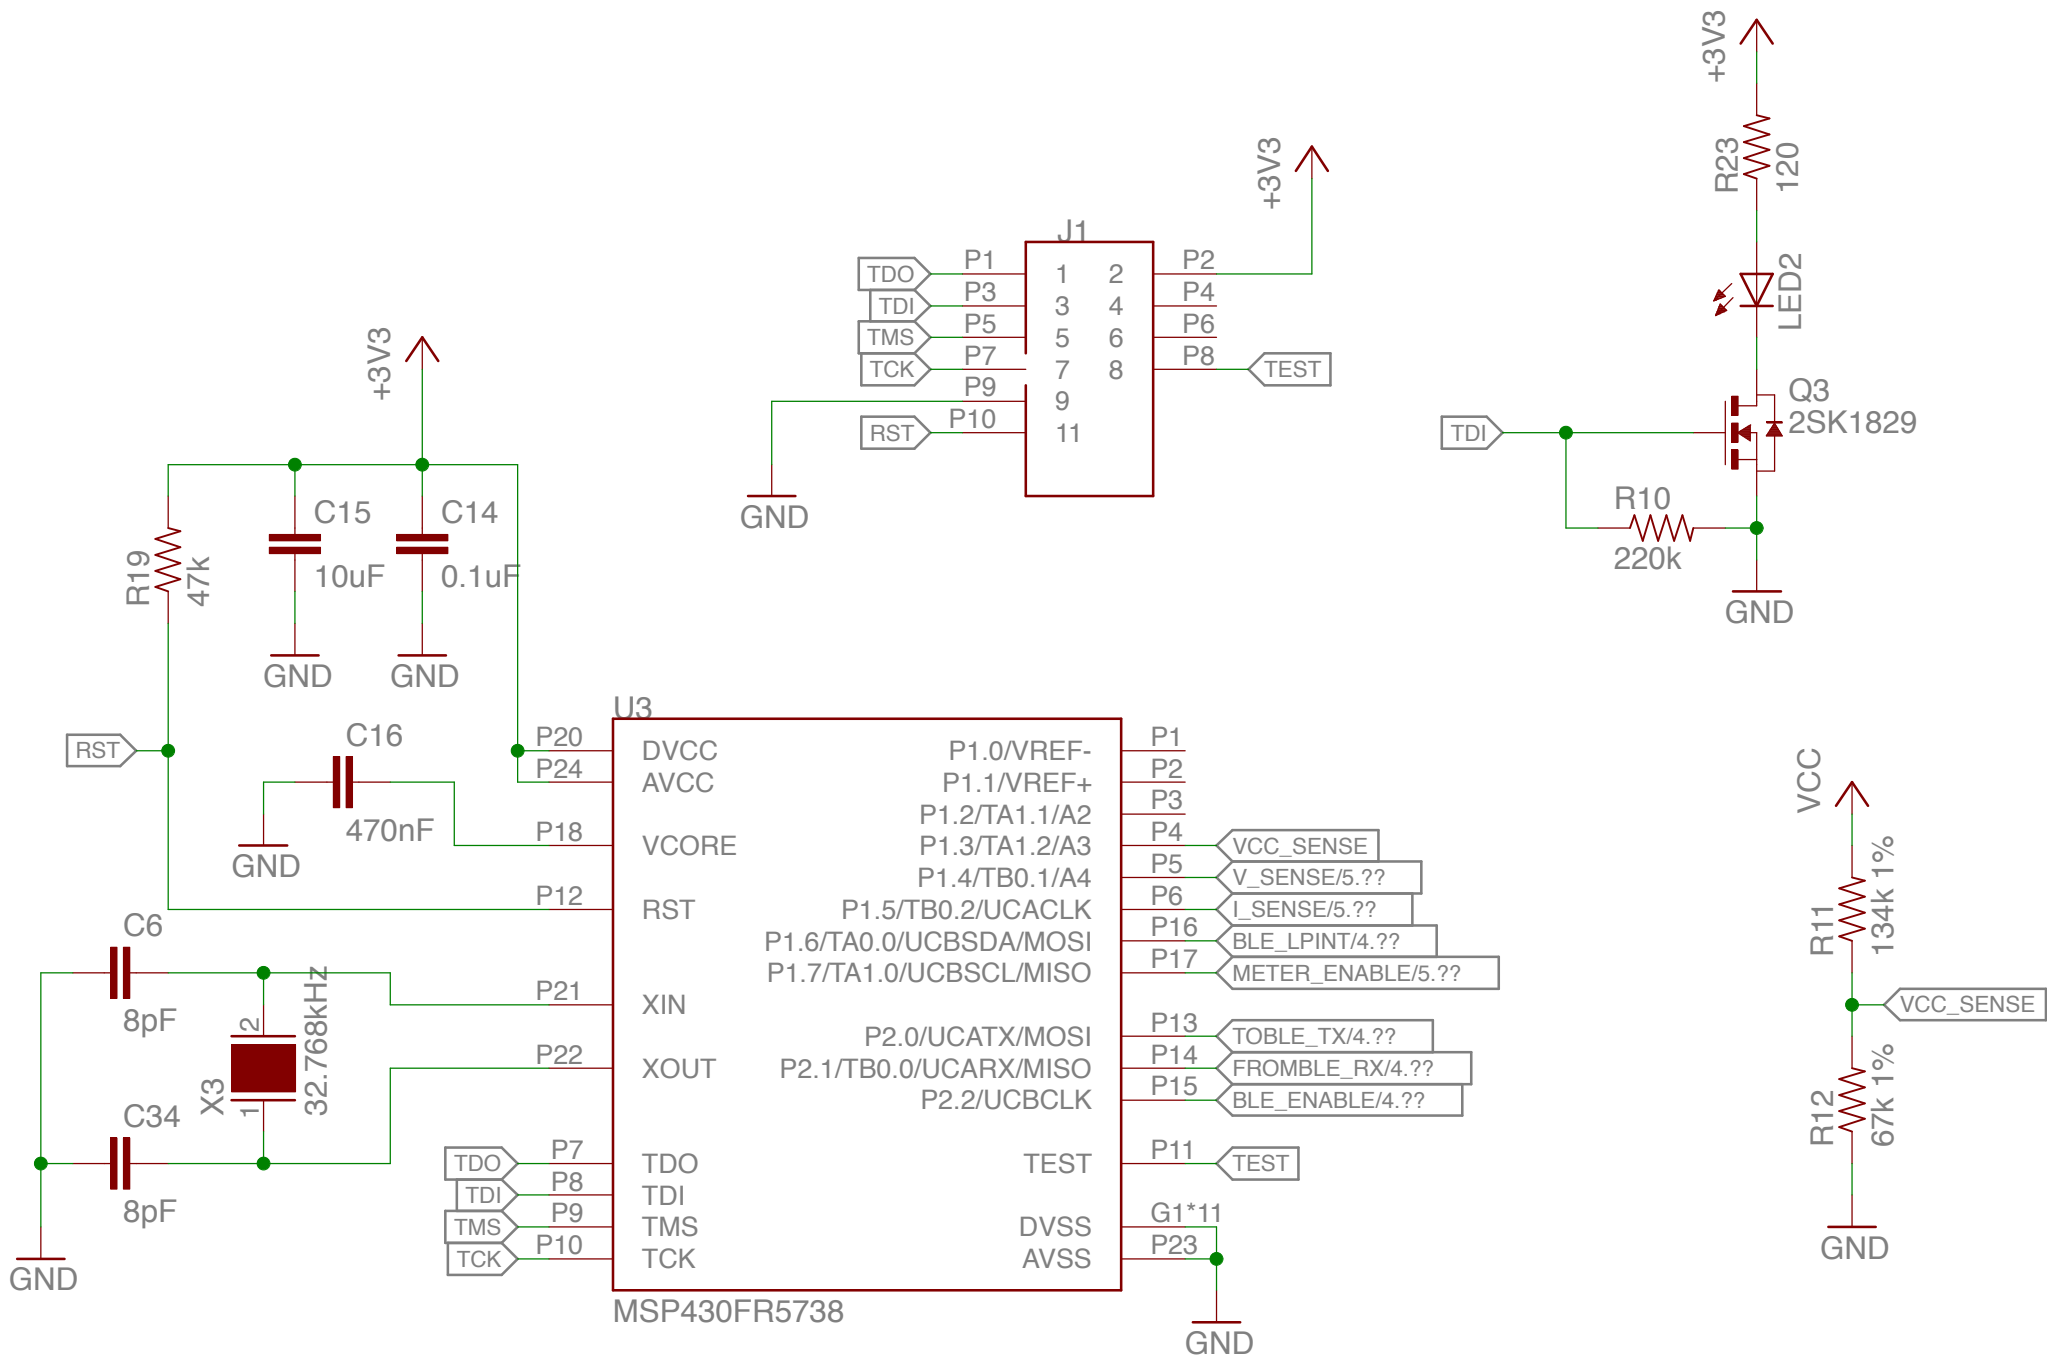 +3V3
R23
120
LED2
Q3
2SK1829
TDI
R10
220k
GND
+3V3
J1
TDO P1 1 2 P2
TDI P3 3 4 P4
TMS P5 5 6 P6
TCK P7 7 8 P8 TEST
P9 9
RST P10 11
GND
+3V3
R19
47k
C15
10uF
C14
0.1uF
GND
GND
RST
C16
470nF
GND
U3
P20 DVCC
P24 AVCC
P18 VCORE
P12 RST
P21 XIN
P22 XOUT
TDO P7 TDO
TDI P8 TDI
TMS P9 TMS
TCK P10 TCK
P1.0/VREF- P1
P1.1/VREF+ P2
P1.2/TA1.1/A2 P3
P1.3/TA1.2/A3 P4 VCC_SENSE
P1.4/TB0.1/A4 P5 V_SENSE/5.??
P1.5/TB0.2/UCACLK P6 I_SENSE/5.??
P1.6/TA0.0/UCBSDA/MOSI P16 BLE_LPINT/4.??
P1.7/TA1.0/UCBSCL/MISO P17 METER_ENABLE/5.??
P2.0/UCATX/MOSI P13 TOBLE_TX/4.??
P2.1/TB0.0/UCARX/MISO P14 FROMBLE_RX/4.??
P2.2/UCBCLK P15 BLE_ENABLE/4.??
TEST P11 TEST
DVSS G1*11
AVSS P23
MSP430FR5738
GND
C6
8pF
2
X3
1
32.768kHz
C34
8pF
GND
VCC
R11
134k 1%
VCC_SENSE
R12
67k 1%
GND